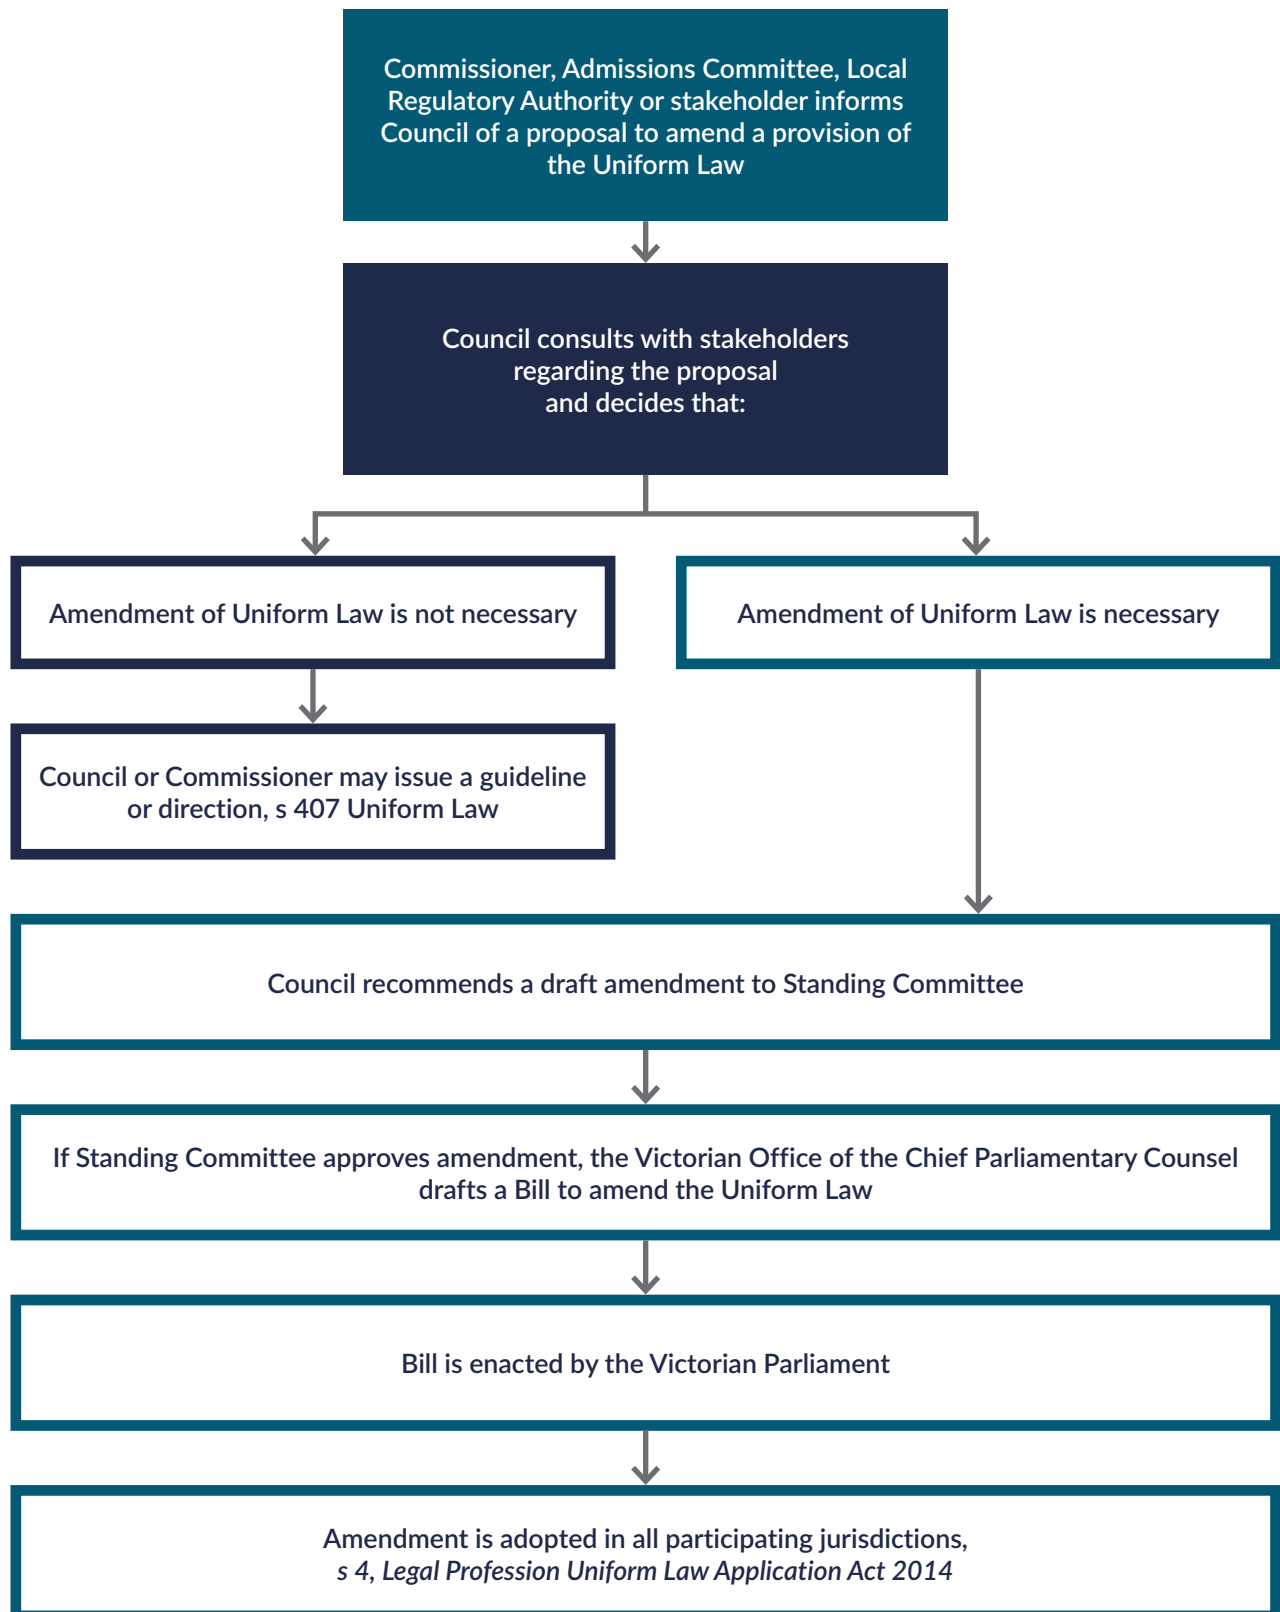 Commissioner, Admissions Committee, Local
Regulatory Authority or stakeholder informs
Council of a proposal to amend a provision of
the Uniform Law
Council consults with stakeholders
regarding the proposal
and decides that:
Amendment of Uniform Law is not necessary
Amendment of Uniform Law is necessary
Council or Commissioner may issue a guideline
or direction, s 407 Uniform Law
Council recommends a draft amendment to Standing Committee
If Standing Committee approves amendment, the Victorian Office of the Chief Parliamentary Counsel
drafts a Bill to amend the Uniform Law
Bill is enacted by the Victorian Parliament
Amendment is adopted in all participating jurisdictions,
s 4, Legal Profession Uniform Law Application Act 2014